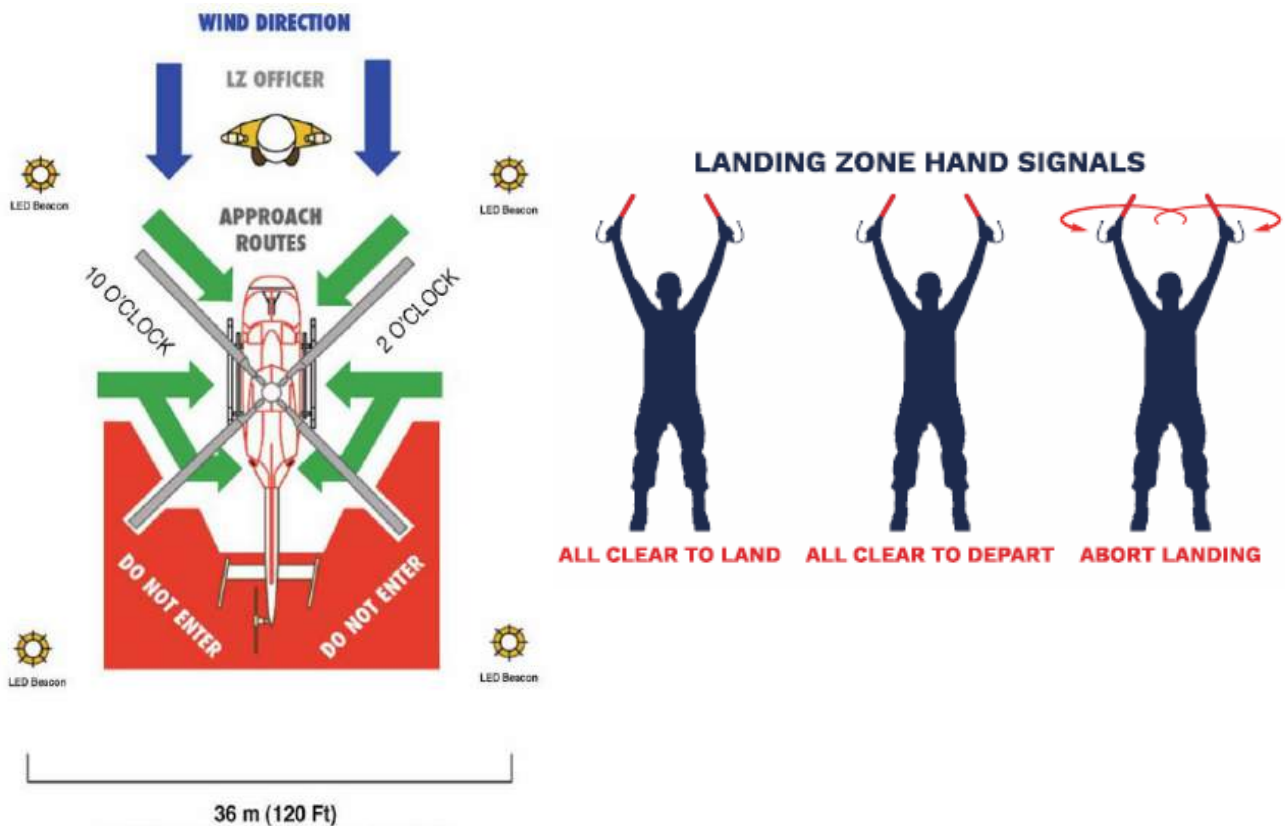 WIND DIRECTION
LZ OFFICER
LED Beacon
LED Beacon
APPROACH
ROUTES
10 O'CLOCK
2 O'CLOCK
DO NOT ENTER
DO NOT ENTER
LED Beacon
LED Beacon
36 m (120 Ft)
LANDING ZONE HAND SIGNALS
ALL CLEAR TO LAND
ALL CLEAR TO DEPART
ABORT LANDING